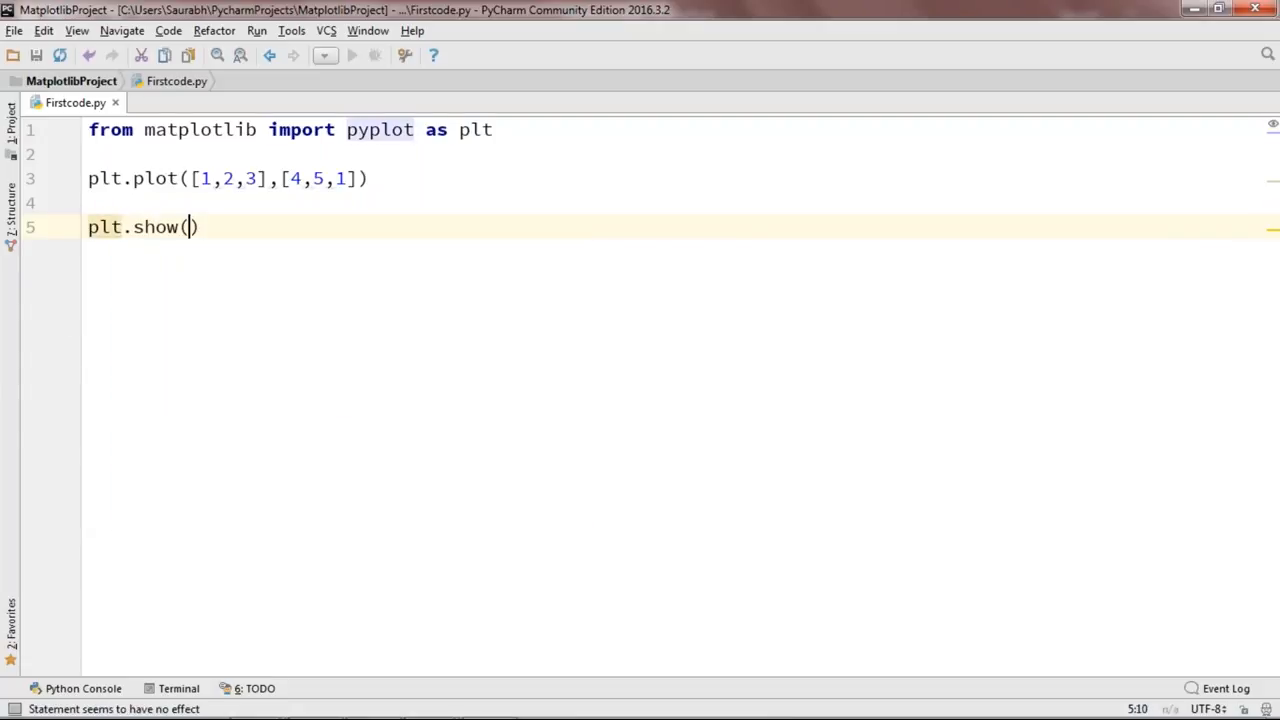 MatplotlibProject - [C:\Users\Saurabh\PycharmProjects\MatplotlibProject] - ...\Firstcode.py - PyCharm Community Edition 2016.3.2
File Edit View Navigate Code Refactor Run Tools VCS Window Help
MatplotlibProject Firstcode.py
Firstcode.py
1: Project
Z: Structure
2: Favorites
1 from matplotlib import pyplot as plt
2
3 plt.plot([1,2,3],[4,5,1])
4
5 plt.show()
Python Console Terminal 6: TODO Event Log
Statement seems to have no effect 5:10 n/a UTF-8